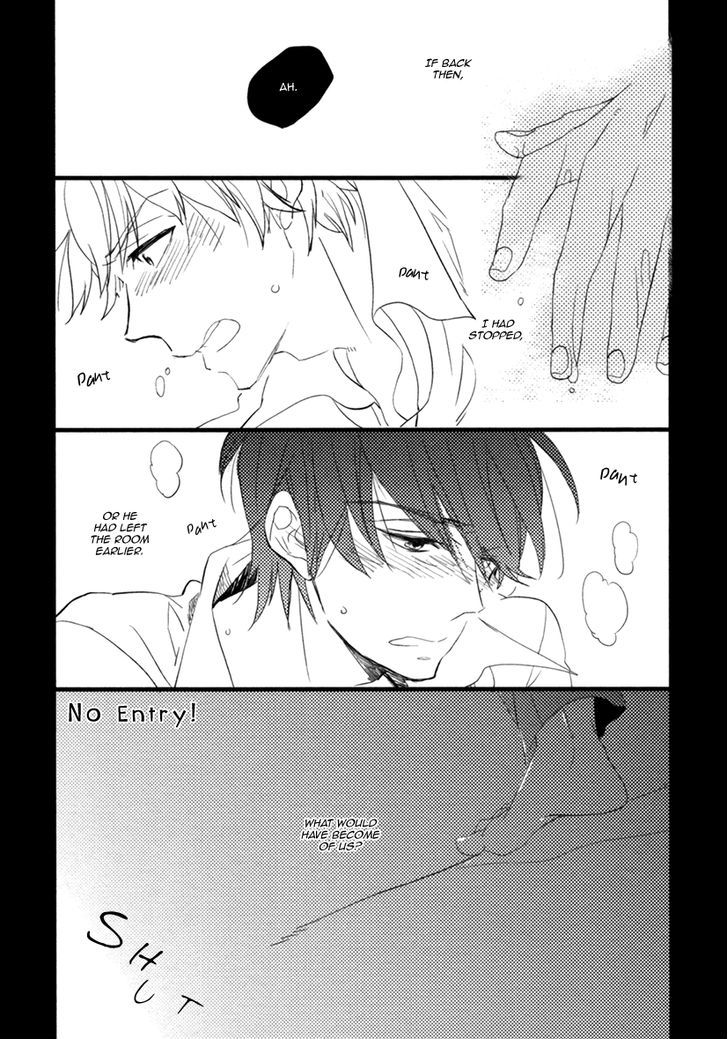 IF BACK
THEN,
AH.
Pant
I HAD
STOPPED,
Pant
Pant
Pant
OR HE
HAD LEFT
THE ROOM
EARLIER.
No Entry!
WHAT WOULD
HAVE BECOME
OF US?
SHUT